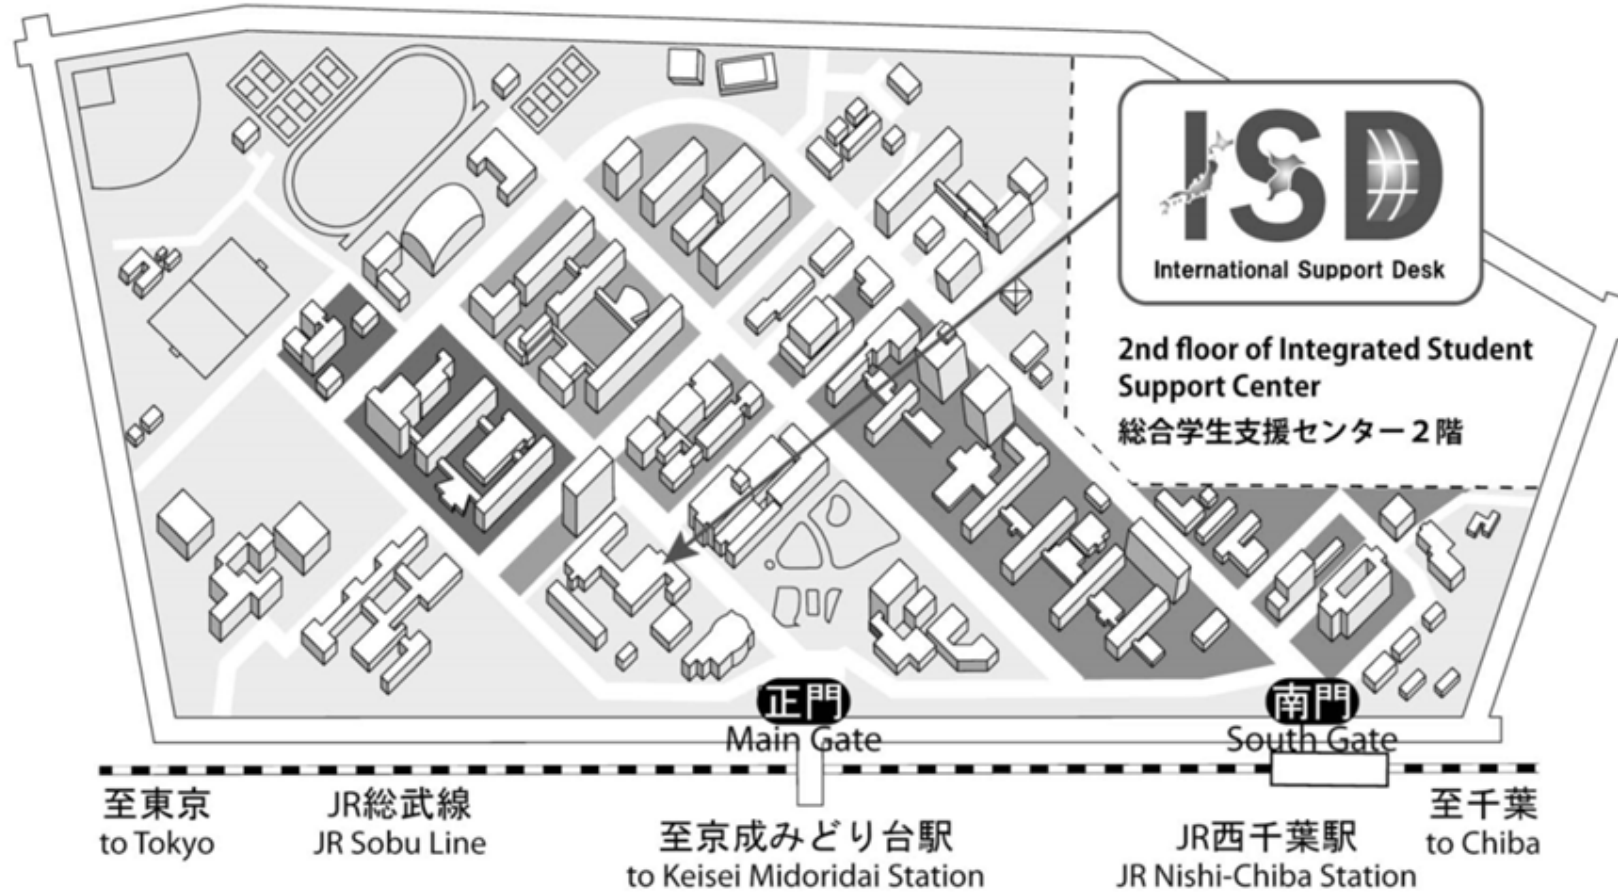 ISD
International Support Desk
2nd floor of Integrated Student
Support Center
総合学生支援センター2階
正門
Main Gate
南門
South Gate
至東京
to Tokyo
JR総武線
JR Sobu Line
至京成みどり台駅
to Keisei Midoridai Station
JR西千葉駅
JR Nishi-Chiba Station
至千葉
to Chiba